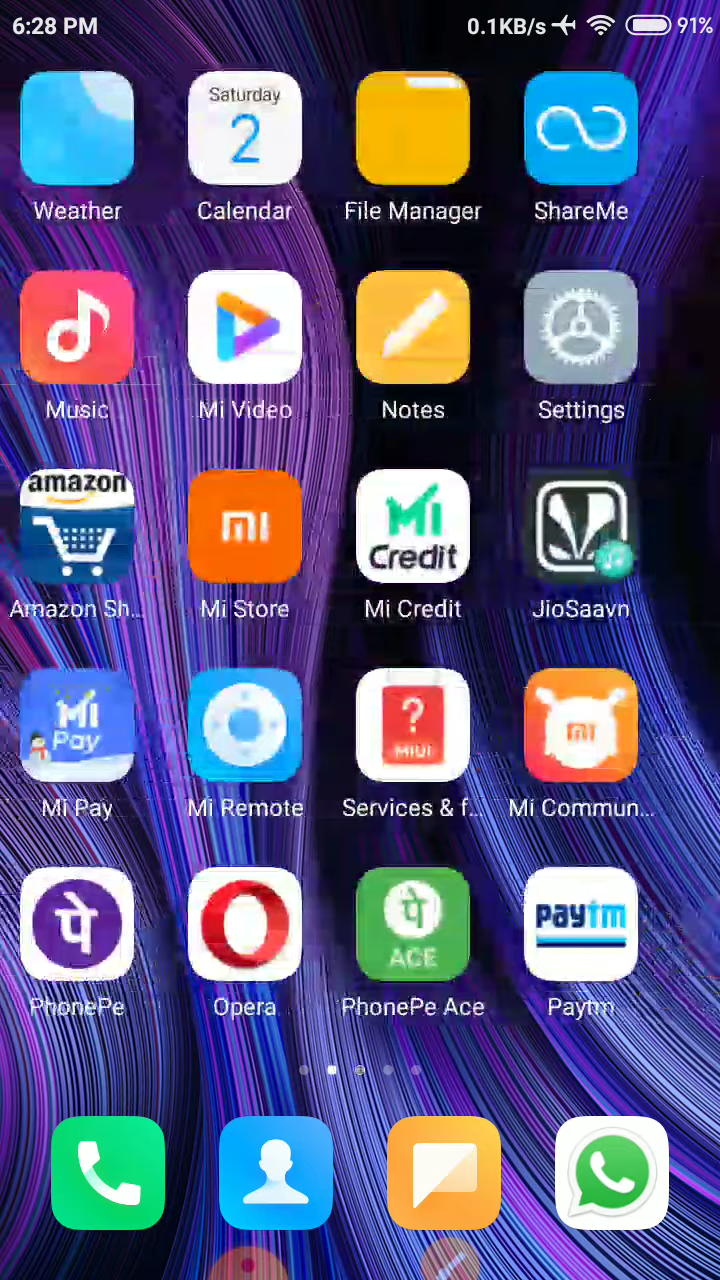 6:28 PM 0.1KB/s 91%
Saturday
2
Weather Calendar File Manager ShareMe
Music Mi Video Notes Settings
amazon
Mi
Credit
Amazon Sh... Mi Store Mi Credit JioSaavn
Mi
Pay
?
MIUI
mi
Mi Pay Mi Remote Services & f... Mi Commun...
पे
पे
ACE
paytm
PhonePe Opera PhonePe Ace Paytm